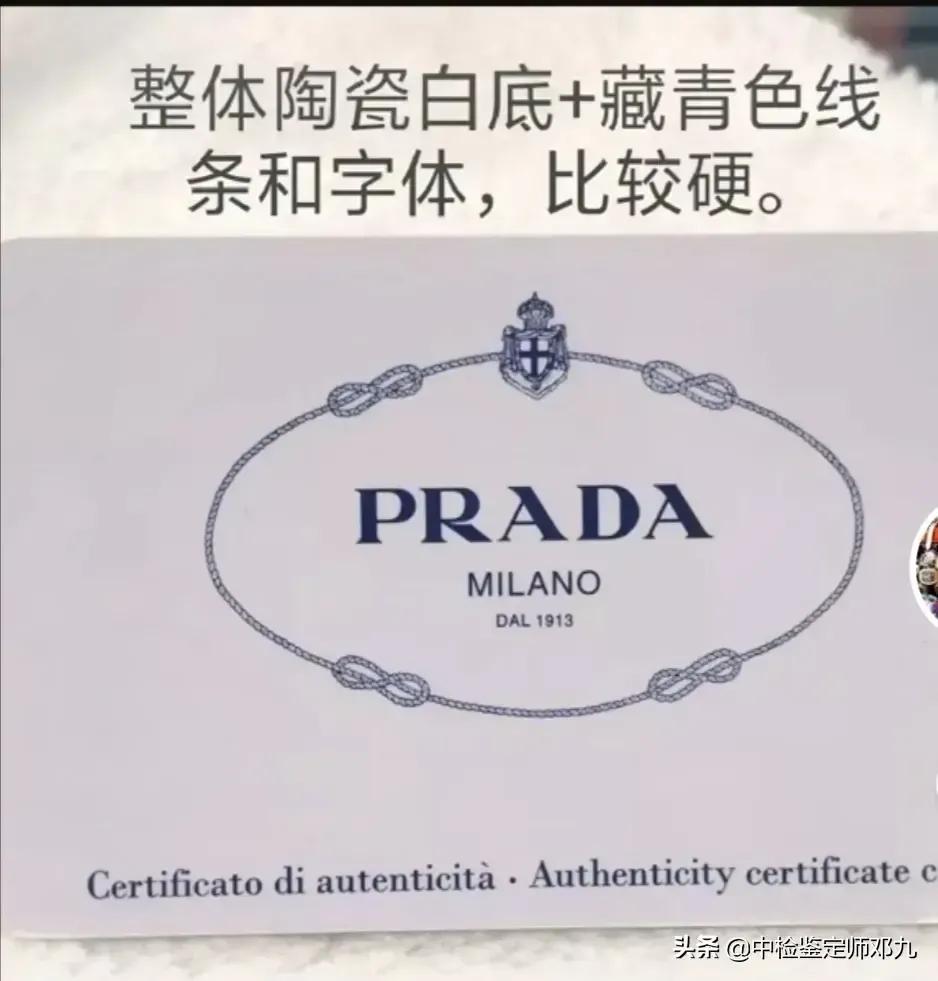 整体陶瓷白底+藏青色线
条和字体，比较硬。
PRADA
MILANO
DAL 1913
Certificato di autenticità · Authenticity certificate c
头条 @中检鉴定师邓九